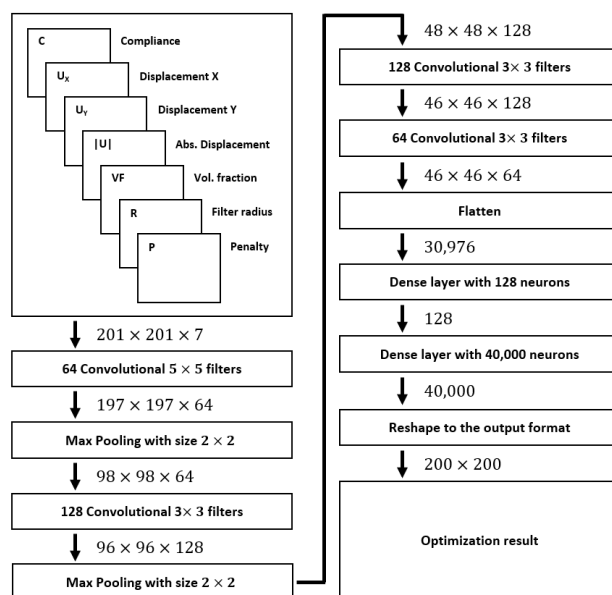 C Compliance
Uₓ Displacement X
Uᵧ Displacement Y
|U| Abs. Displacement
VF Vol. fraction
R Filter radius
P Penalty
201 × 201 × 7
64 Convolutional 5 × 5 filters
197 × 197 × 64
Max Pooling with size 2 × 2
98 × 98 × 64
128 Convolutional 3× 3 filters
96 × 96 × 128
Max Pooling with size 2 × 2
48 × 48 × 128
128 Convolutional 3× 3 filters
46 × 46 × 128
64 Convolutional 3× 3 filters
46 × 46 × 64
Flatten
30,976
Dense layer with 128 neurons
128
Dense layer with 40,000 neurons
40,000
Reshape to the output format
200 × 200
Optimization result